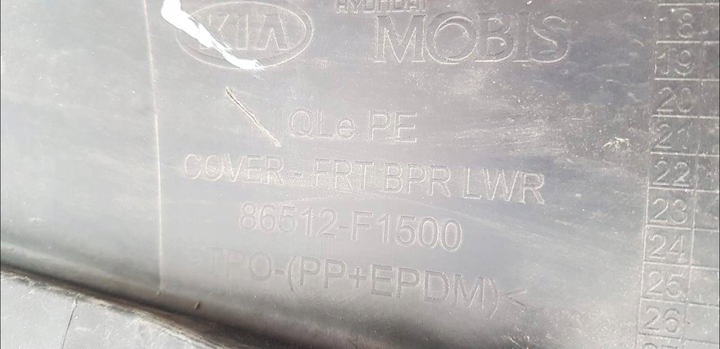 HYUNDAI
KIA MOBIS
QLe PE
COVER - FRT BPR LWR
86512-F1500
>TPO-(PP+EPDM)<
18
19
20
21
22
23
24
25
26